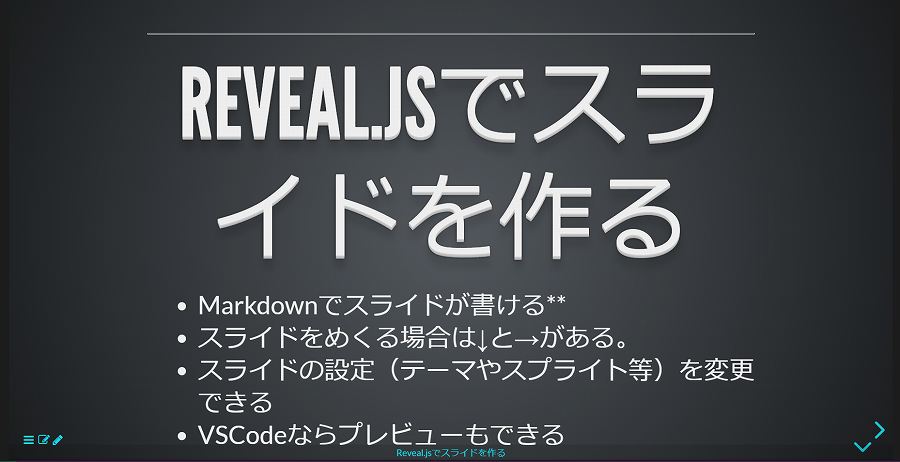 REVEAL.JSでスラ
イドを作る
• Markdownでスライドが書ける**
• スライドをめくる場合は↓と→がある。
• スライドの設定（テーマやスプライト等）を変更
できる
• VSCodeならプレビューもできる
Reveal.jsでスライドを作る